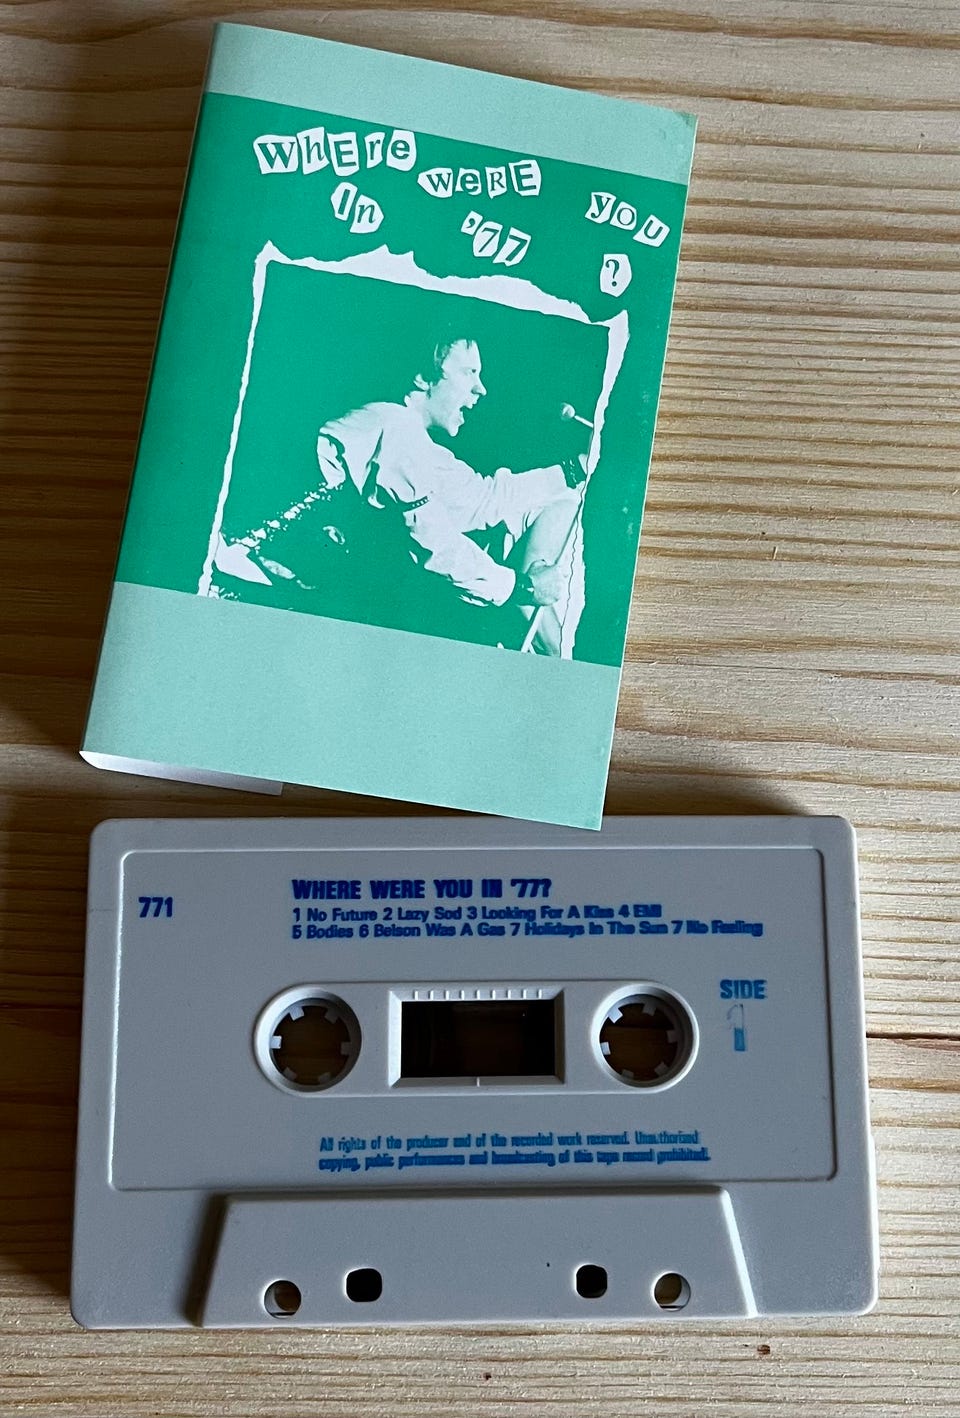 WhEre weRE you
In '77 ?
771
WHERE WERE YOU IN '77?
1 No Future 2 Lazy Sod 3 Looking For A Kiss 4 EMI
5 Bodies 6 Belson Was A Gas 7 Holidays In The Sun 7 No Feeling
SIDE
1
All rights of the producer and of the recorded work reserved. Unauthorised
copying, public performances and broadcasting of this tape record prohibited.